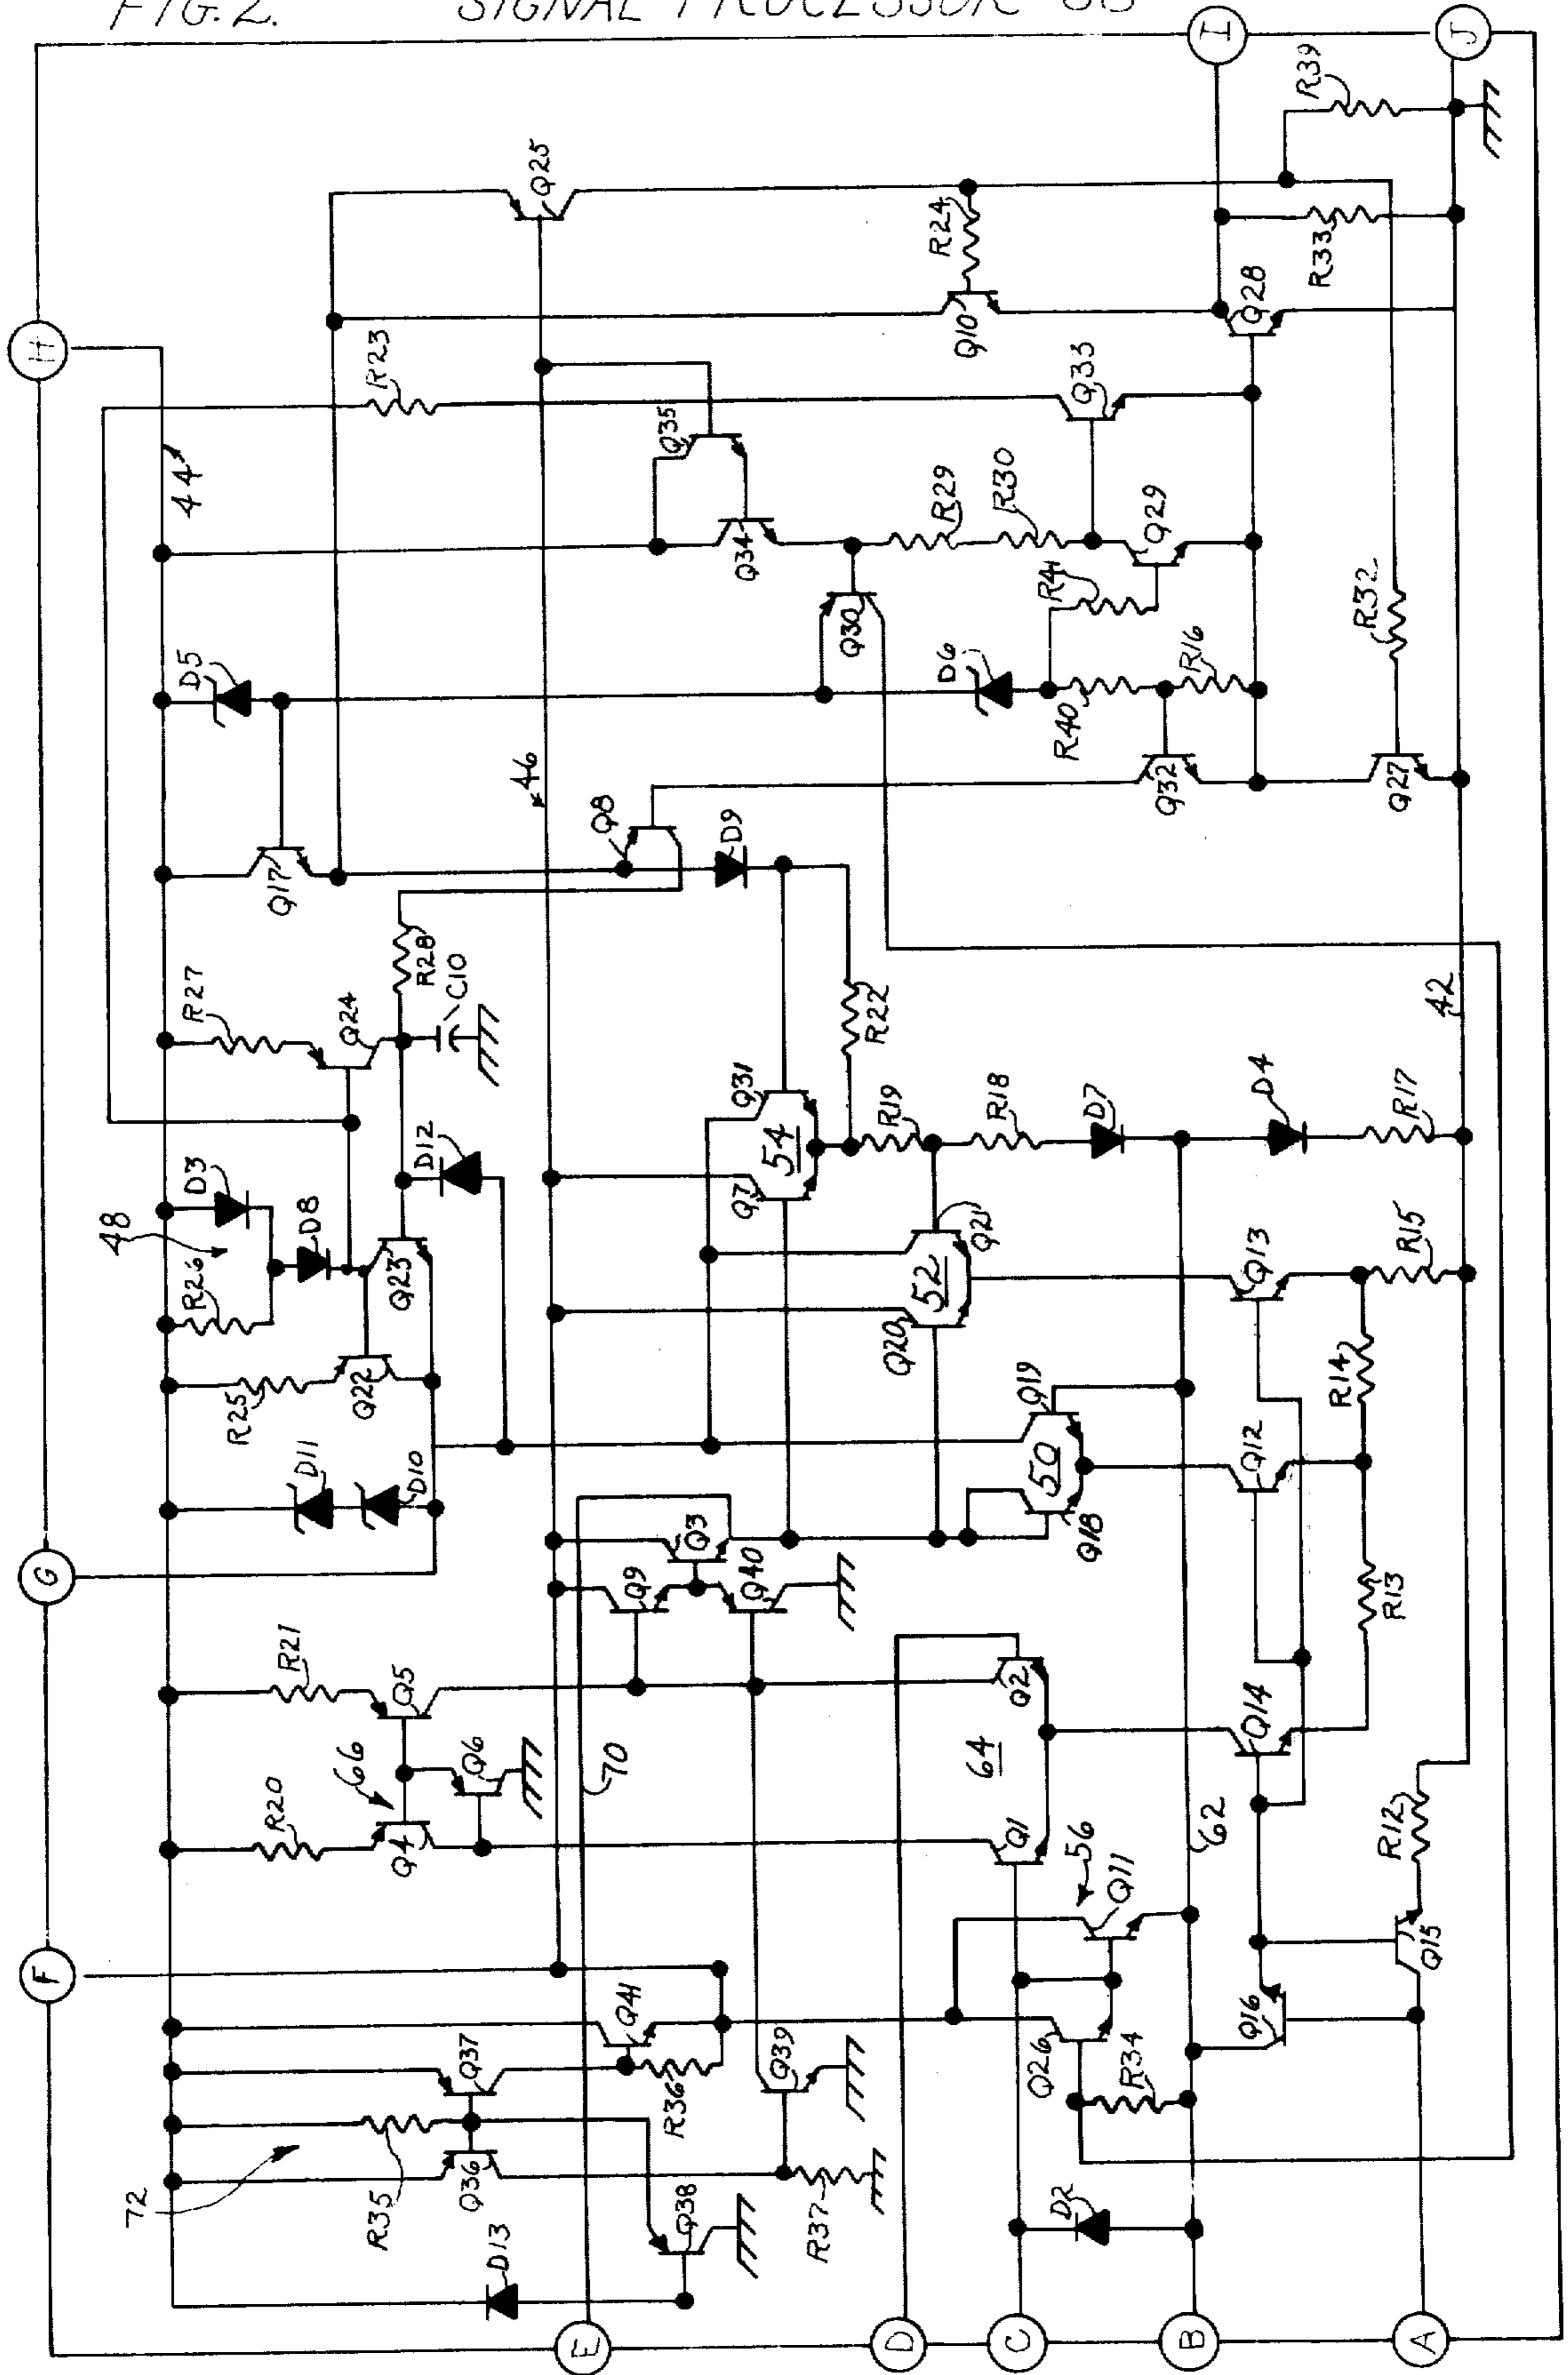 FIG. 2.
SIGNAL PROCESSOR
H
G
F
I
J
E
D
C
B
A
44
R23
Q25
R39
D5
46
Q35
Q34
R24
Q10
Q33
R29
R30
Q28
R33
Q30
R41
Q29
D6
R40
R16
R32
Q32
Q27
Q17
Q8
D9
R27
R28
C10
Q24
R22
42
D3
48
D8
D12
Q31
54
Q7
R19
R18
D7
D4
R17
R26
Q23
Q21
52
Q20
Q13
R15
R25
Q22
Q19
R14
D11
D10
50
Q18
Q12
Q3
Q9
Q40
R13
R21
Q5
Q2
66
Q6
70
64
Q14
R20
Q4
Q1
56
62
R12
Q11
Q15
Q41
Q16
Q37
R36
Q39
Q26
R34
72
R35
Q36
R37
Q38
D13
D2